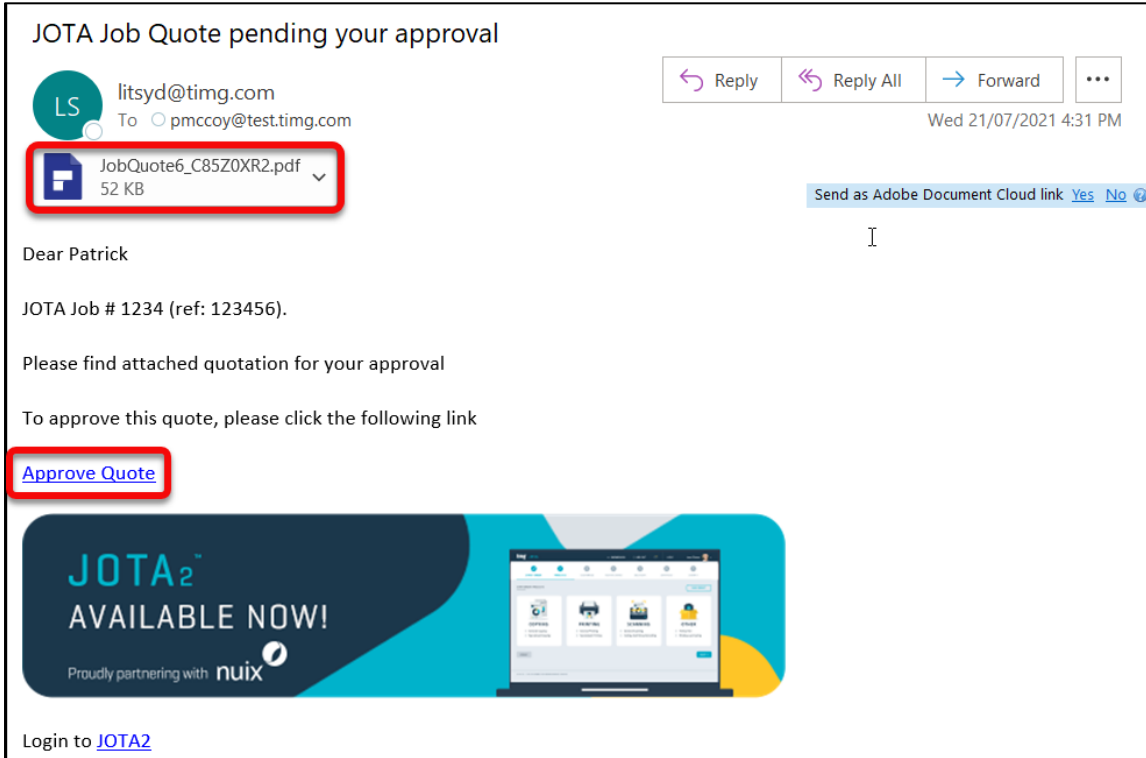 JOTA Job Quote pending your approval
LS
litsyd@timg.com
To pmccoy@test.timg.com
Reply
Reply All
Forward
Wed 21/07/2021 4:31 PM
JobQuote6_C85Z0XR2.pdf
52 KB
Send as Adobe Document Cloud link Yes No
Dear Patrick
JOTA Job # 1234 (ref: 123456).
Please find attached quotation for your approval
To approve this quote, please click the following link
Approve Quote
JOTA2™
AVAILABLE NOW!
Proudly partnering with nuix
COPYING
PRINTING
SCANNING
OTHER
Login to JOTA2